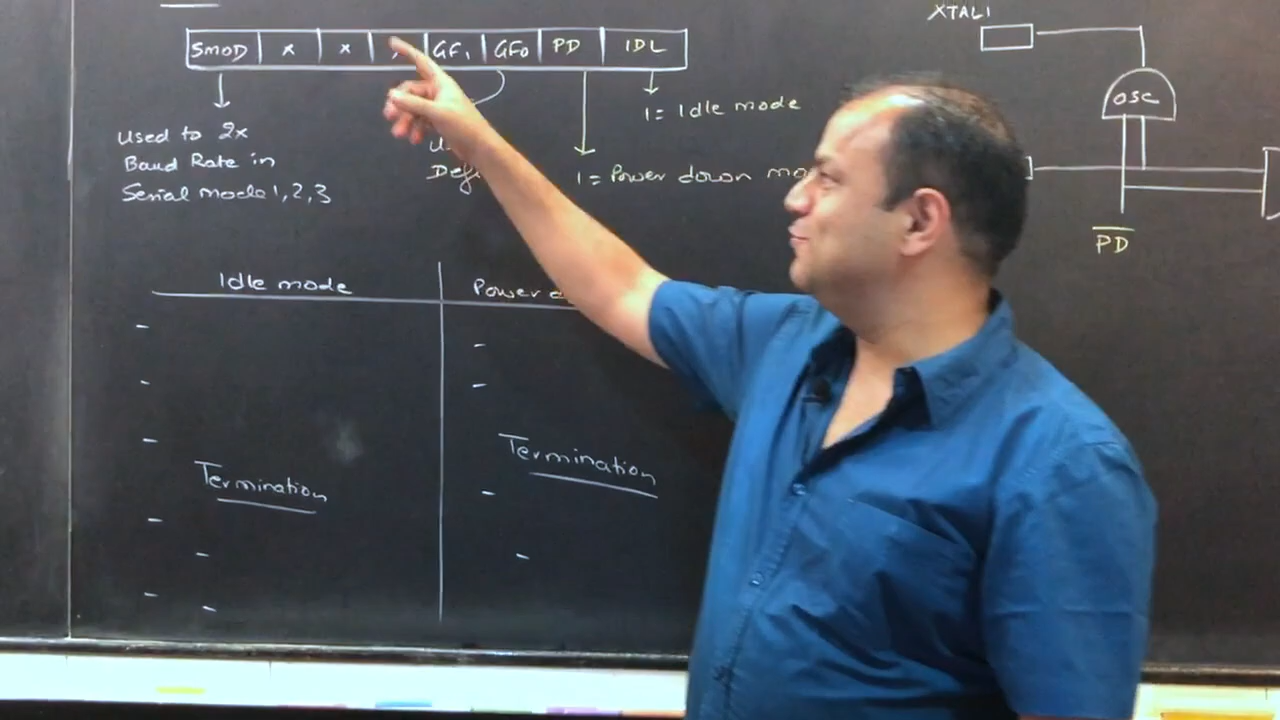 SMOD x x GF1 GF0 PD IDL
XTAL1
OSC
PD
Used to 2x
Baud Rate in
Serial mode 1, 2, 3
1 = Idle mode
1 = Power down
Idle mode
Power
Termination
Termination